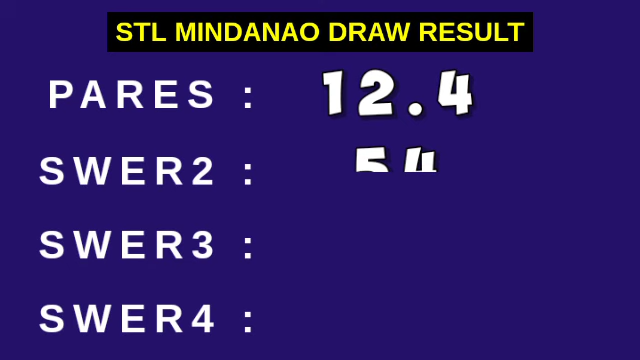 STL MINDANAO DRAW RESULT
PARES : 12.4
SWER2 :
SWER3 :
SWER4 :